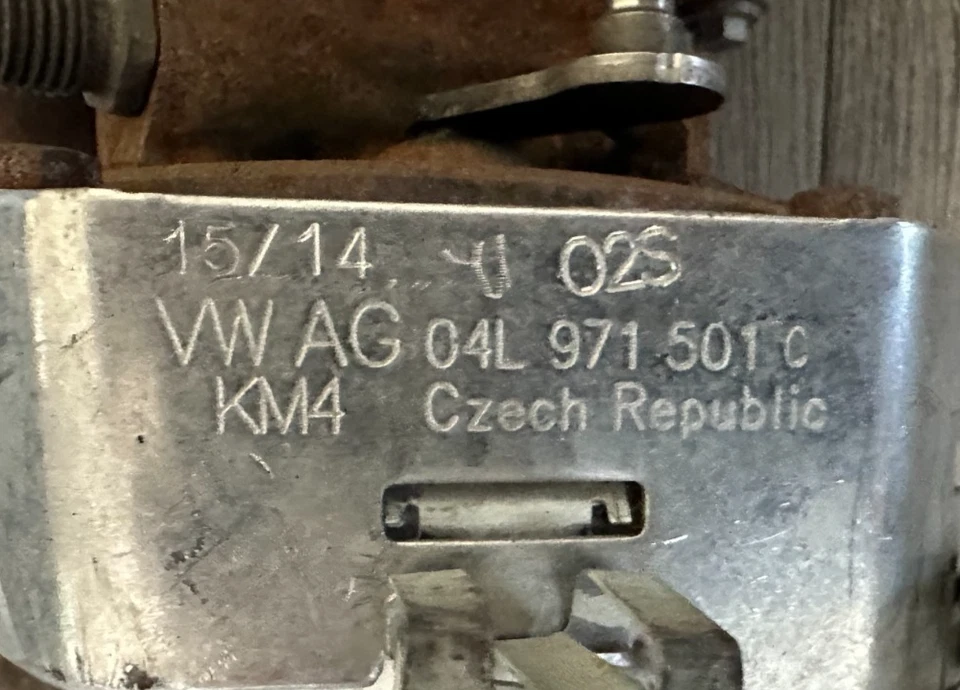 15/14 02S
VW AG 04L 971 501 C
KM4 Czech Republic